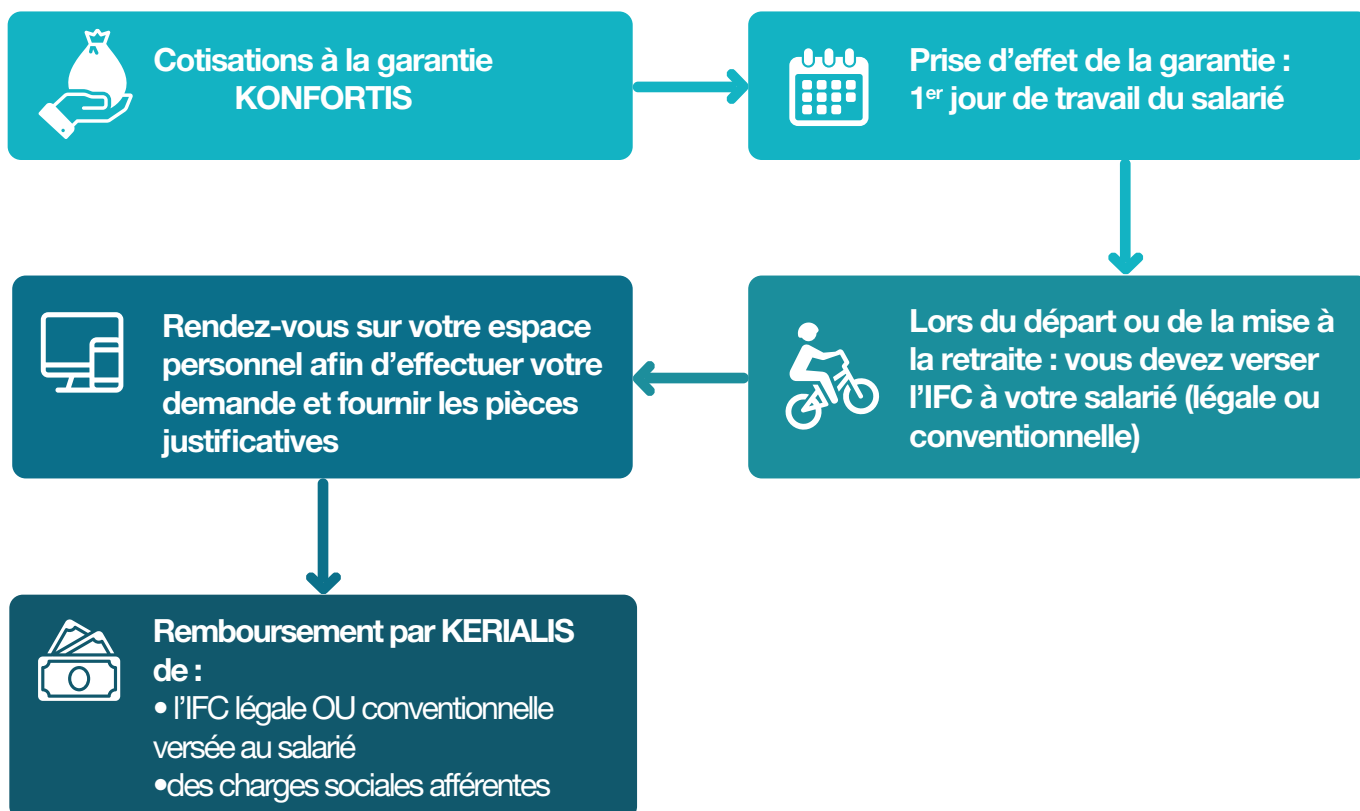 Cotisations à la garantie
KONFORTIS
Prise d’effet de la garantie :
1er jour de travail du salarié
Lors du départ ou de la mise à
la retraite : vous devez verser
l’IFC à votre salarié (légale ou
conventionnelle)
Rendez-vous sur votre espace
personnel afin d’effectuer votre
demande et fournir les pièces
justificatives
Remboursement par KERIALIS
de :
• l’IFC légale OU conventionnelle
versée au salarié
•des charges sociales afférentes